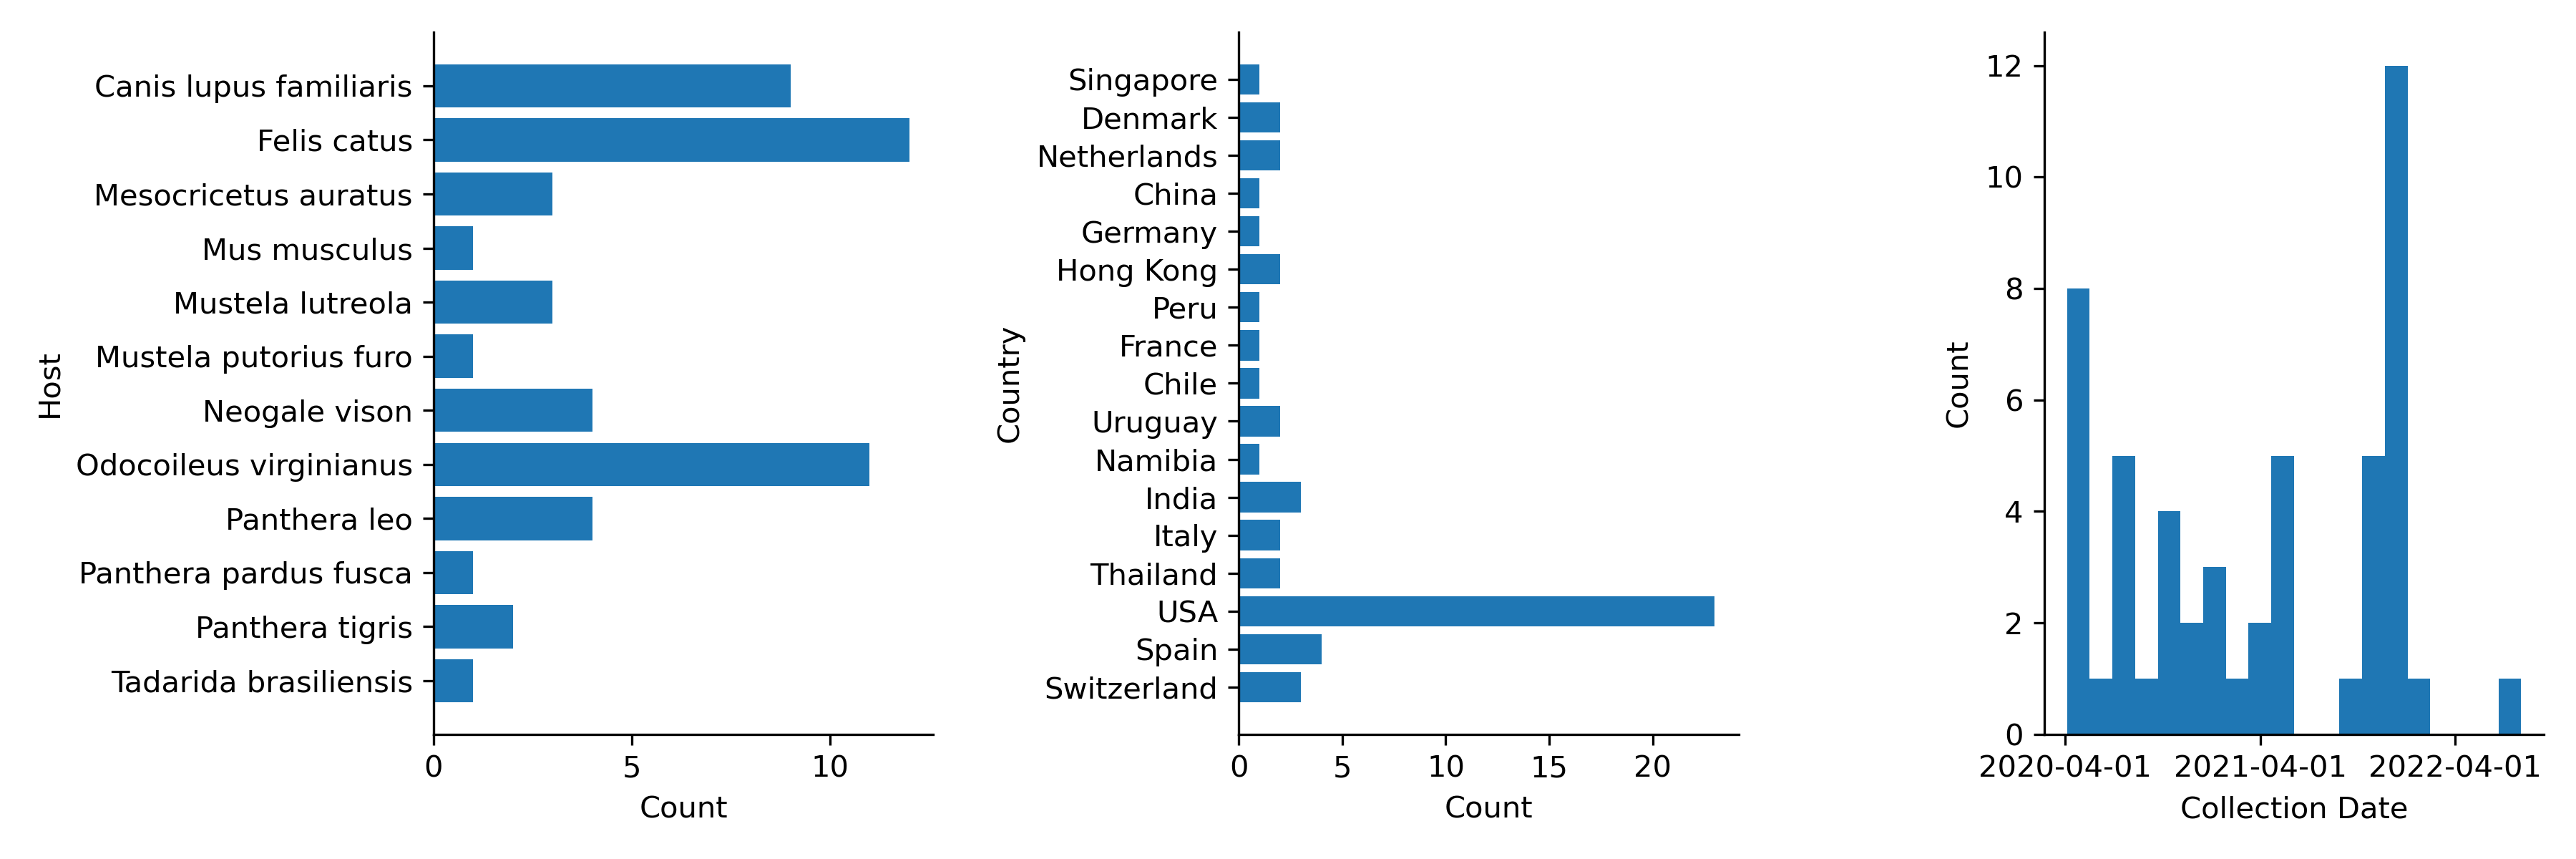 Host
Canis lupus familiaris
Felis catus
Mesocricetus auratus
Mus musculus
Mustela lutreola
Mustela putorius furo
Neogale vison
Odocoileus virginianus
Panthera leo
Panthera pardus fusca
Panthera tigris
Tadarida brasiliensis
0 5 10
Count
Country
Singapore
Denmark
Netherlands
China
Germany
Hong Kong
Peru
France
Chile
Uruguay
Namibia
India
Italy
Thailand
USA
Spain
Switzerland
0 5 10 15 20
Count
Count
12
10
8
6
4
2
0
2020-04-01 2021-04-01 2022-04-01
Collection Date